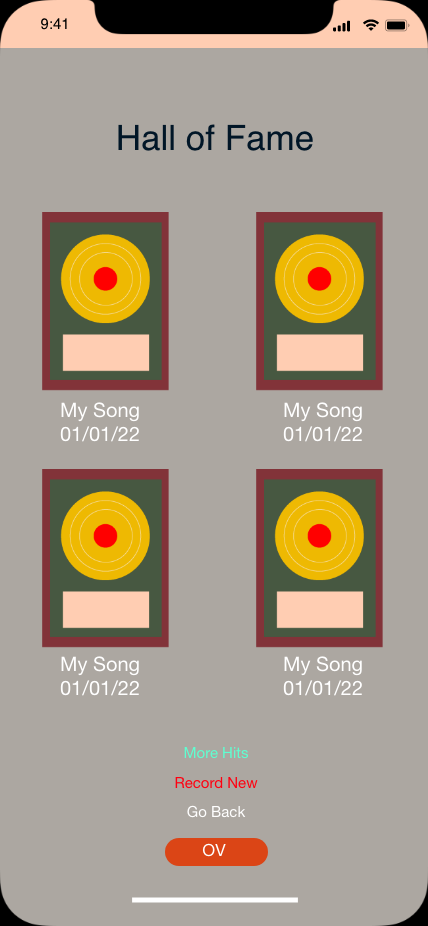 9:41
Hall of Fame
My Song
01/01/22
My Song
01/01/22
My Song
01/01/22
My Song
01/01/22
More Hits
Record New
Go Back
OV